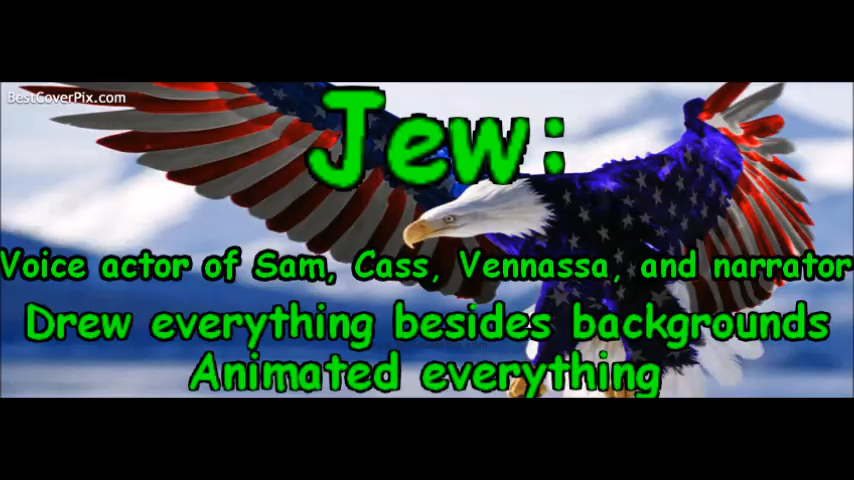 BestCoverPix.com
Jew:
Voice actor of Sam, Cass, Vennassa, and narrator
Drew everything besides backgrounds
Animated everything